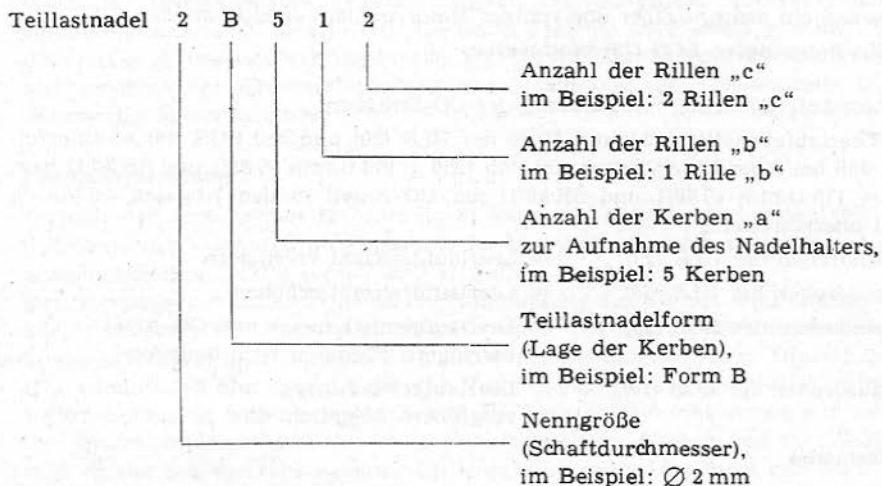 Teillastnadel 2 B 5 1 2
Anzahl der Rillen „c“
im Beispiel: 2 Rillen „c“
Anzahl der Rillen „b“
im Beispiel: 1 Rille „b“
Anzahl der Kerben „a“
zur Aufnahme des Nadelhalters,
im Beispiel: 5 Kerben
Teillastnadelform
(Lage der Kerben),
im Beispiel: Form B
Nenngröße
(Schaftdurchmesser),
im Beispiel: ∅ 2 mm